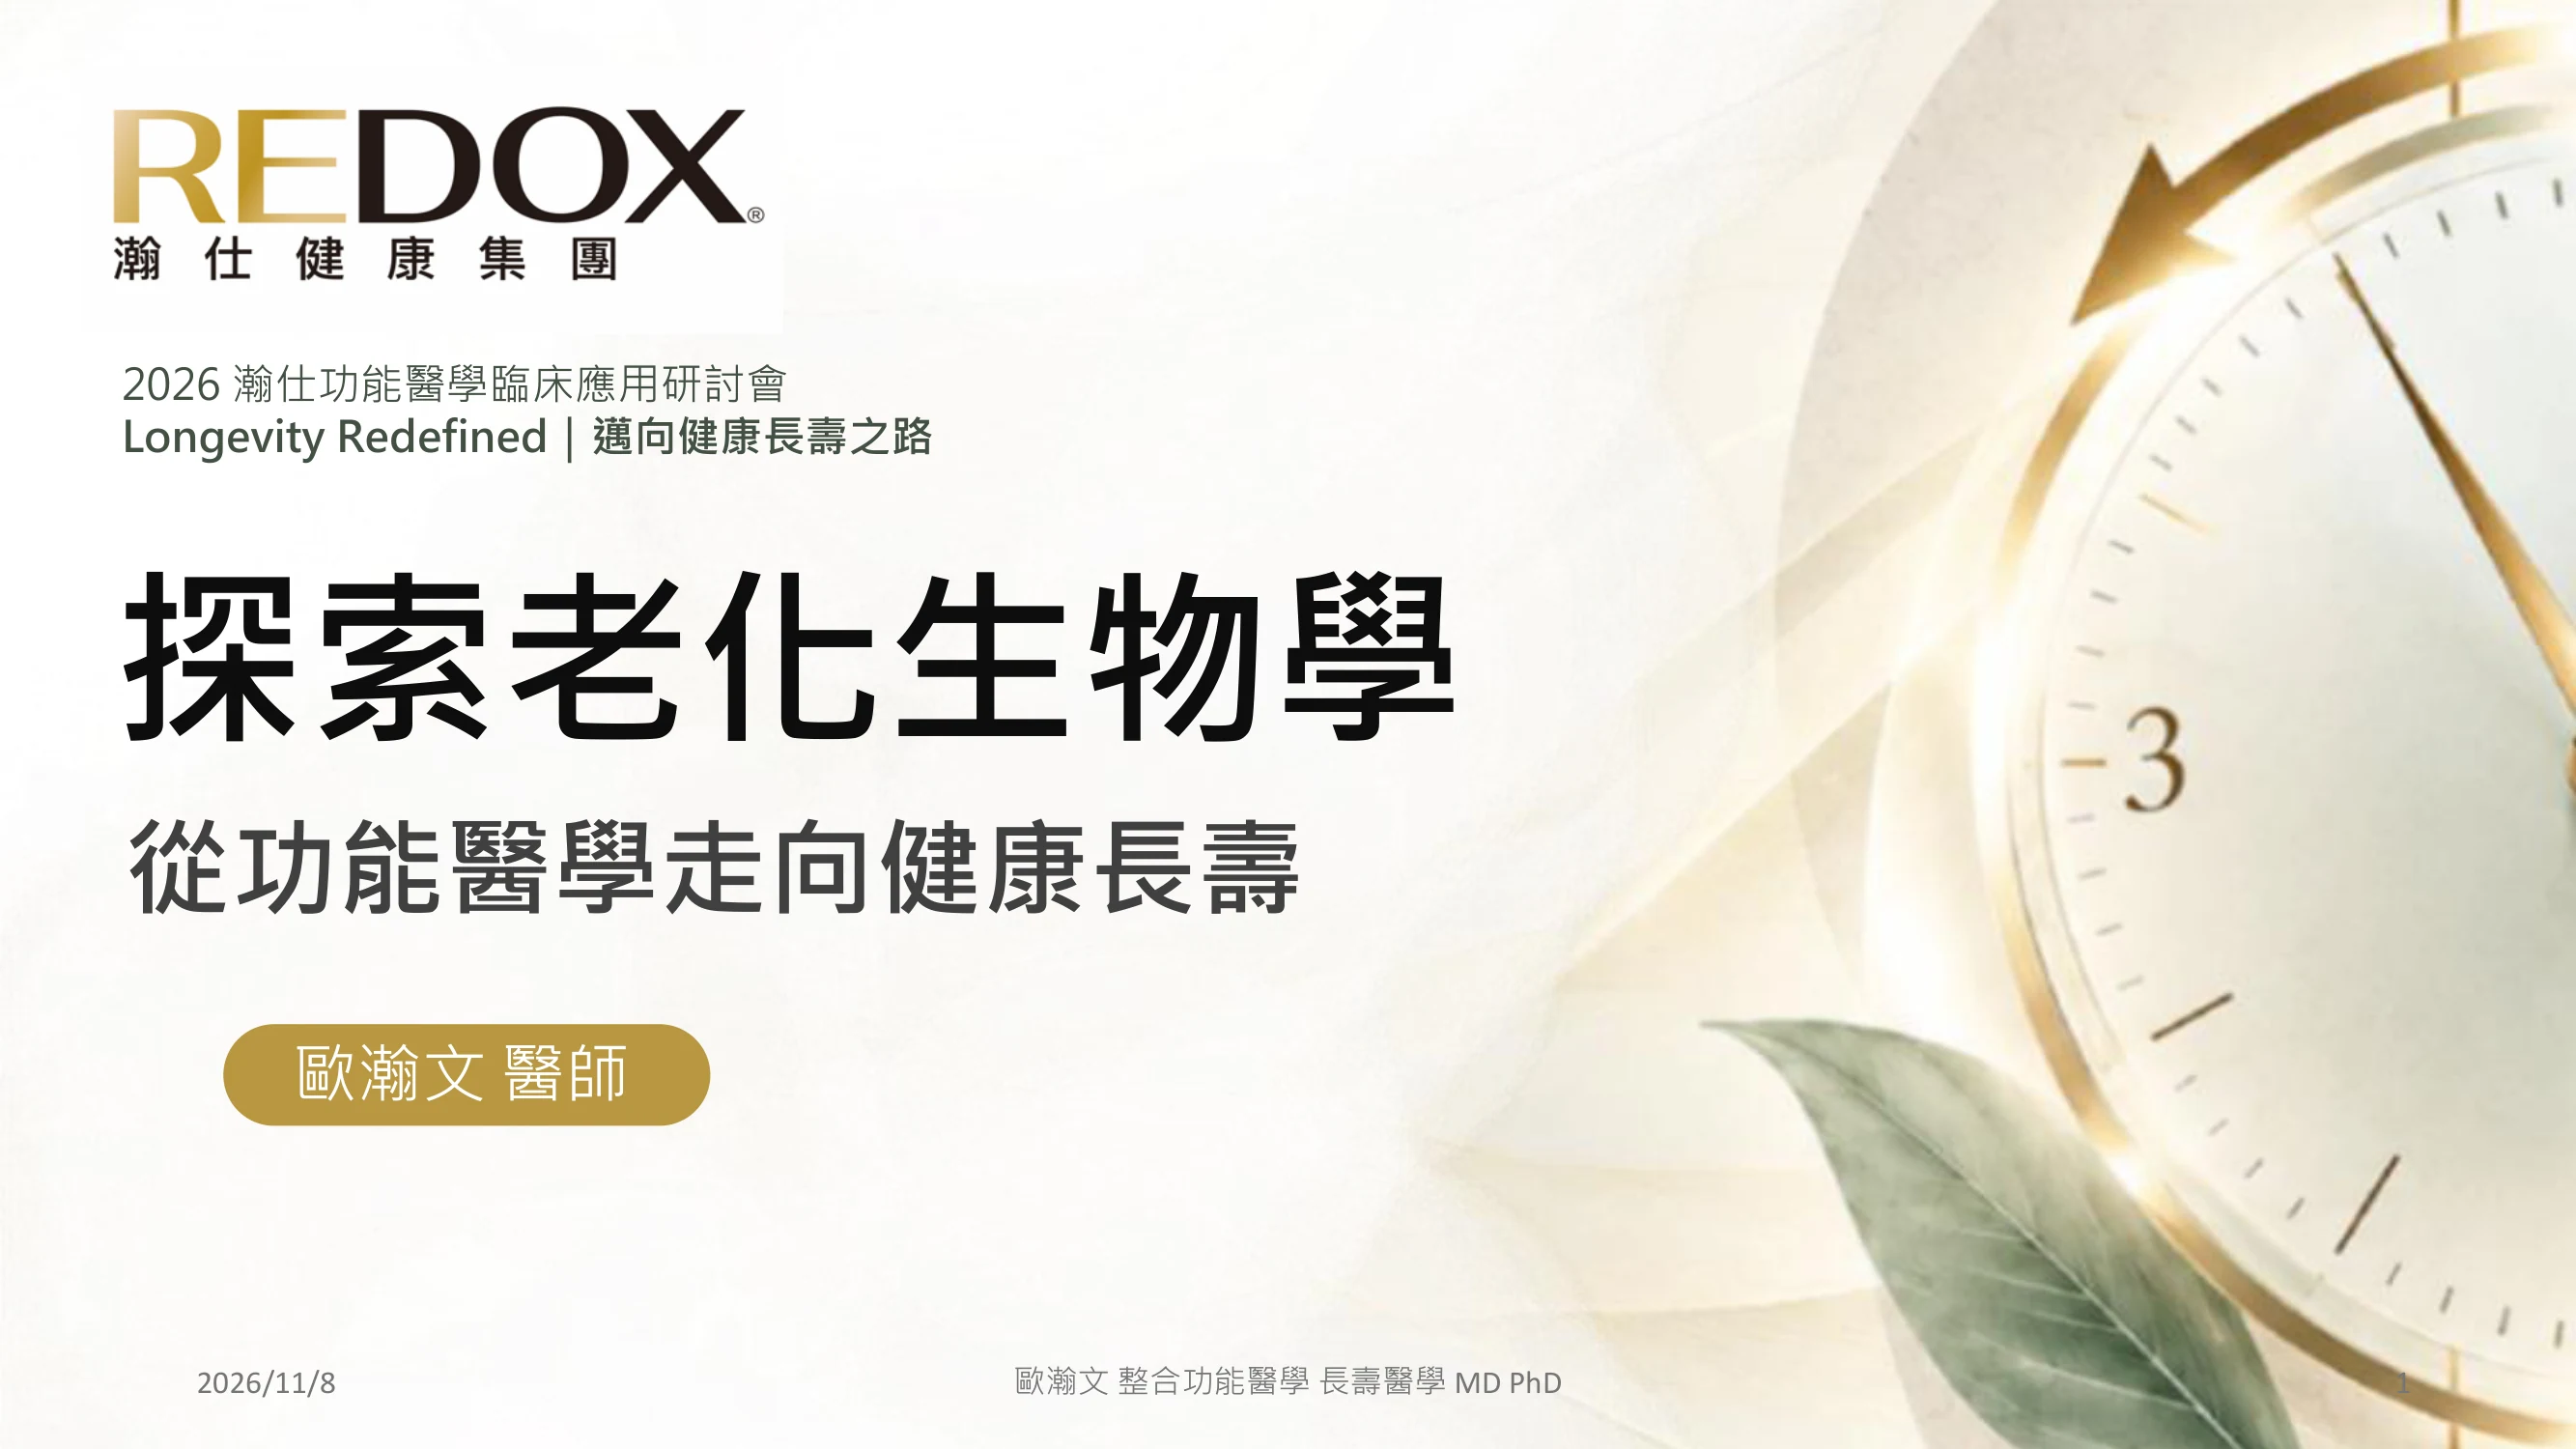 REDOX®
瀚仕健康集團
2026 瀚仕功能醫學臨床應用研討會
Longevity Redefined | 邁向健康長壽之路
探索老化生物學
從功能醫學走向健康長壽
歐瀚文 醫師
3
2026/11/8
歐瀚文 整合功能醫學 長壽醫學 MD PhD
1